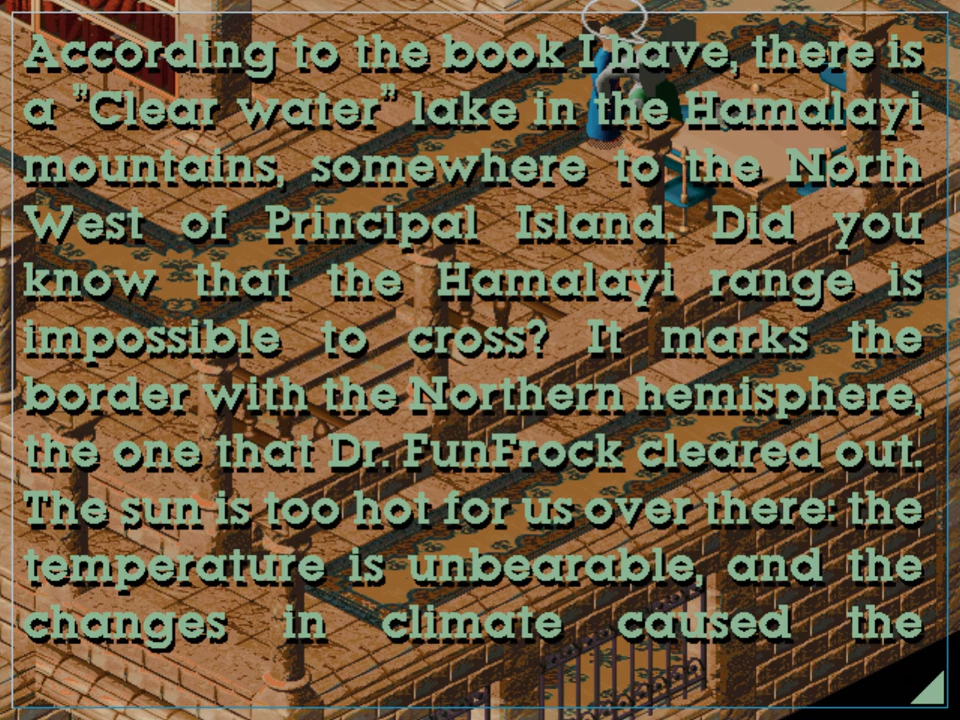 According to the book I have, there is
a "Clear water" lake in the Hamalayi
mountains, somewhere to the North
West of Principal Island. Did you
know that the Hamalayi range is
impossible to cross? It marks the
border with the Northern hemisphere,
the one that Dr. FunFrock cleared out.
The sun is too hot for us over there: the
temperature is unbearable, and the
changes in climate caused the